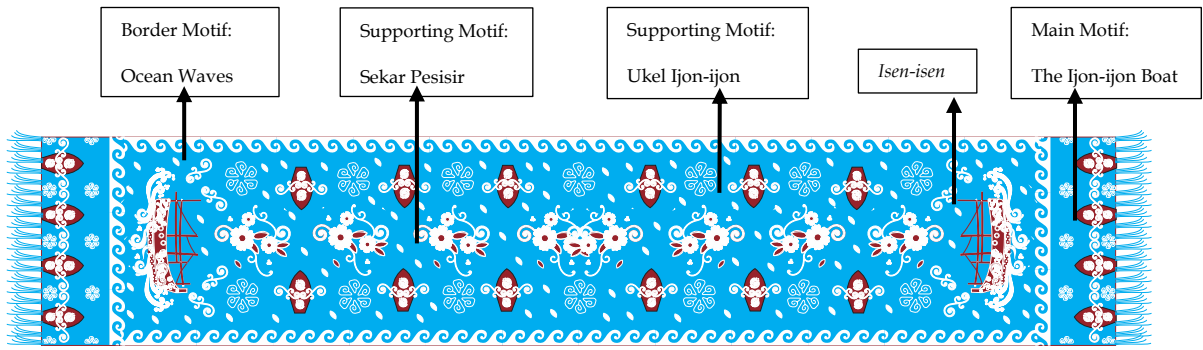 Border Motif:
Ocean Waves
Supporting Motif:
Sekar Pesisir
Supporting Motif:
Ukel Ijon-ijon
Isen-isen
Main Motif:
The Ijon-ijon Boat